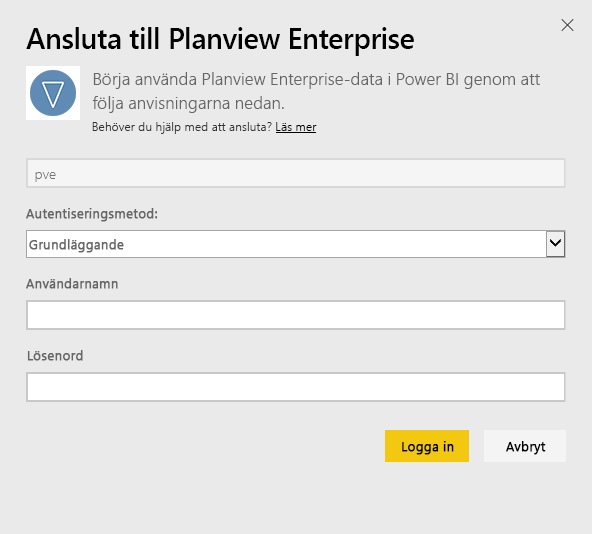 Ansluta till Planview Enterprise
Börja använda Planview Enterprise-data i Power BI genom att
följa anvisningarna nedan.
Behöver du hjälp med att ansluta? Läs mer
pve
Autentiseringsmetod:
Grundläggande
Användarnamn
Lösenord
Logga in
Avbryt